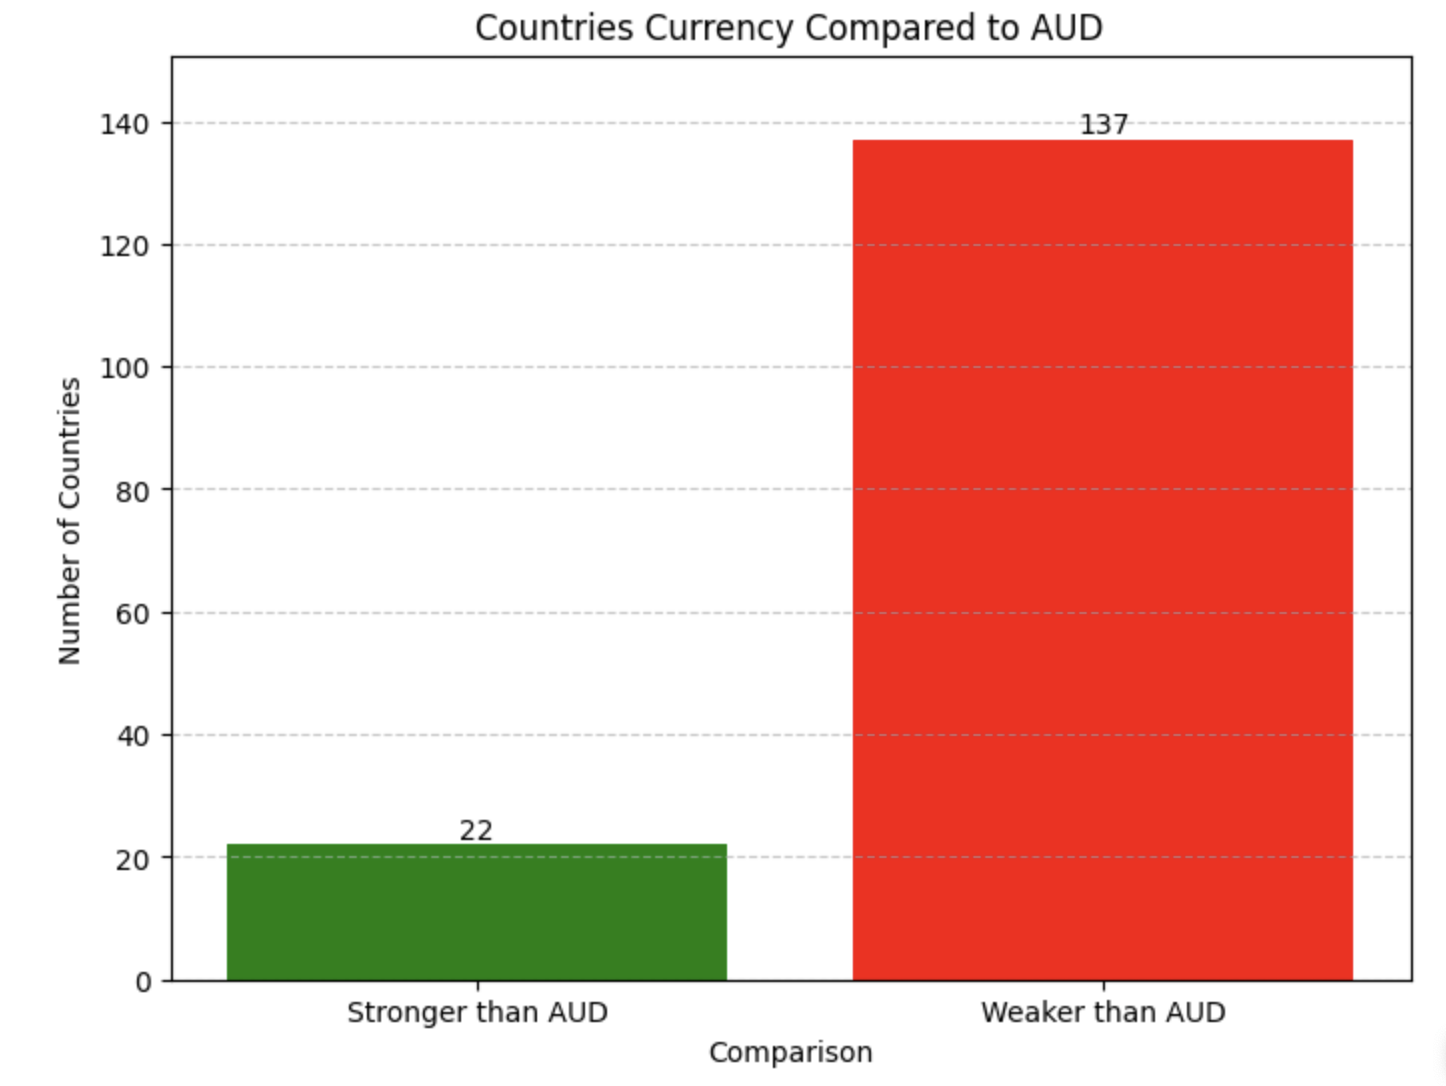 Countries Currency Compared to AUD
Number of Countries
140
120
100
80
60
40
20
0
22
137
Stronger than AUD
Weaker than AUD
Comparison